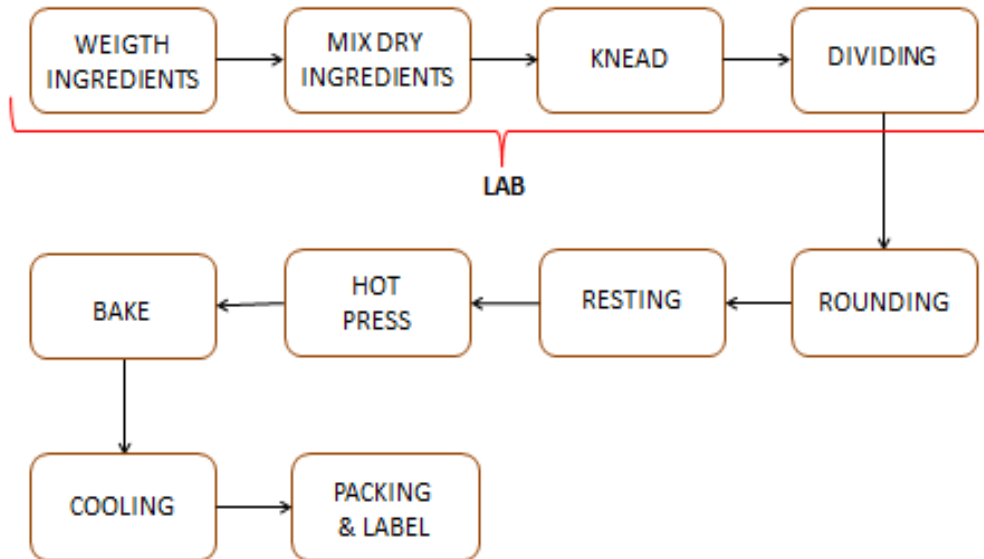 WEIGTH
INGREDIENTS
MIX DRY
INGREDIENTS
KNEAD
DIVIDING
LAB
ROUNDING
RESTING
HOT
PRESS
BAKE
COOLING
PACKING
& LABEL